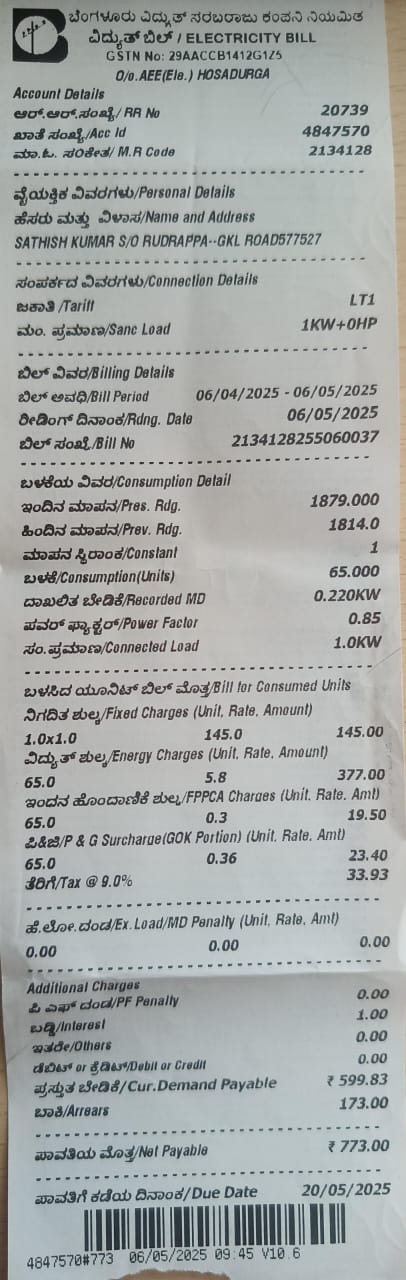 ಬೆಂಗಳೂರು ವಿದ್ಯುತ್ ಸರಬರಾಜು ಕಂಪನಿ ನಿಯಮಿತ
ವಿದ್ಯುತ್ ಬಿಲ್ / ELECTRICITY BILL
GSTN No: 29AACCB1412G1Z5
O/o.AEE(Ele.) HOSADURGA
Account Details
ಆರ್.ಆರ್.ಸಂಖ್ಯೆ/ RR No 20739
ಖಾತೆ ಸಂಖ್ಯೆ/Acc Id 4847570
ಮಾ.ಓ. ಸಂಕೇತ/ M.R Code 2134128
ವೈಯಕ್ತಿಕ ವಿವರಗಳು/Personal Details
ಹೆಸರು ಮತ್ತು ವಿಳಾಸ/Name and Address
SATHISH KUMAR S/O RUDRAPPA--GKL ROAD577527
ಸಂಪರ್ಕದ ವಿವರಗಳು/Connection Details
ಜಕಾತಿ /Tariff LT1
ಮಂ. ಪ್ರಮಾಣ/Sanc Load 1KW+0HP
ಬಿಲ್ ವಿವರ/Billing Details
ಬಿಲ್ ಅವಧಿ/Bill Period 06/04/2025 - 06/05/2025
ರೀಡಿಂಗ್ ದಿನಾಂಕ/Rdng. Date 06/05/2025
ಬಿಲ್ ಸಂಖ್ಯೆ/Bill No 2134128255060037
ಬಳಕೆಯ ವಿವರ/Consumption Detail
ಇಂದಿನ ಮಾಪನ/Pres. Rdg. 1879.000
ಹಿಂದಿನ ಮಾಪನ/Prev. Rdg. 1814.0
ಮಾಪನ ಸ್ಥಿರಾಂಕ/Constant 1
ಬಳಕೆ/Consumption(Units) 65.000
ದಾಖಲಿತ ಬೇಡಿಕೆ/Recorded MD 0.220KW
ಪವರ್ ಫ್ಯಾಕ್ಟರ್/Power Factor 0.85
ಸಂ.ಪ್ರಮಾಣ/Connected Load 1.0KW
ಬಳಸಿದ ಯೂನಿಟ್ ಬಿಲ್ ಮೊತ್ತ/Bill for Consumed Units
ನಿಗದಿತ ಶುಲ್ಕ/Fixed Charges (Unit, Rate, Amount)
1.0x1.0 145.0 145.00
ವಿದ್ಯುತ್ ಶುಲ್ಕ/Energy Charges (Unit, Rate, Amount)
65.0 5.8 377.00
ಇಂದನ ಹೊಂದಾಣಿಕೆ ಶುಲ್ಕ/FPPCA Charges (Unit, Rate, Amt)
65.0 0.3 19.50
ಪಿ&ಜಿ/P & G Surcharge(GOK Portion) (Unit, Rate, Amt)
65.0 0.36 23.40
ತೆರಿಗೆ/Tax @ 9.0% 33.93
ಹೆ.ಲೋ.ದಂಡ/Ex.Load/MD Penalty (Unit, Rate, Amt)
0.00 0.00 0.00
Additional Charges
ಪಿ ಎಫ್ ದಂಡ/PF Penalty 0.00
ಬಡ್ಡಿ/Interest 1.00
ಇತರೇ/Others 0.00
ಡೆಬಿಟ್ or ಕ್ರೆಡಿಟ್/Debit or Credit 0.00
ಪ್ರಸ್ತುತ ಬೇಡಿಕೆ/Cur.Demand Payable ₹ 599.83
ಬಾಕಿ/Arrears 173.00
ಪಾವತಿಯ ಮೊತ್ತ/Net Payable ₹ 773.00
ಪಾವತಿಗೆ ಕಡೆಯ ದಿನಾಂಕ/Due Date 20/05/2025
4847570#773 06/05/2025 09:45 V10.6